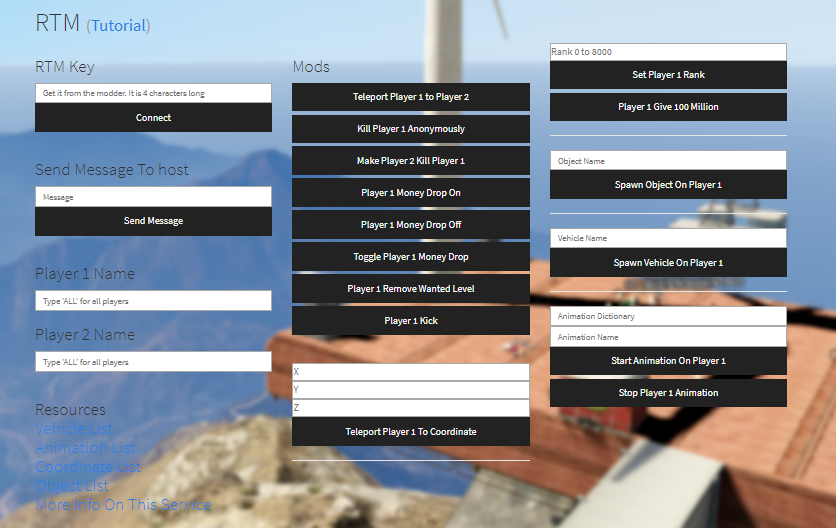 RTM (Tutorial)
RTM Key
Get it from the modder. It is 4 characters long
Connect
Send Message To host
Message
Send Message
Player 1 Name
Type 'ALL' for all players
Player 2 Name
Type 'ALL' for all players
Resources
Vehicle List
Animation List
Coordinate List
Object List
More Info On This Service
Mods
Teleport Player 1 to Player 2
Kill Player 1 Anonymously
Make Player 2 Kill Player 1
Player 1 Money Drop On
Player 1 Money Drop Off
Toggle Player 1 Money Drop
Player 1 Remove Wanted Level
Player 1 Kick
X
Y
Z
Teleport Player 1 To Coordinate
Rank 0 to 8000
Set Player 1 Rank
Player 1 Give 100 Million
Object Name
Spawn Object On Player 1
Vehicle Name
Spawn Vehicle On Player 1
Animation Dictionary
Animation Name
Start Animation On Player 1
Stop Player 1 Animation